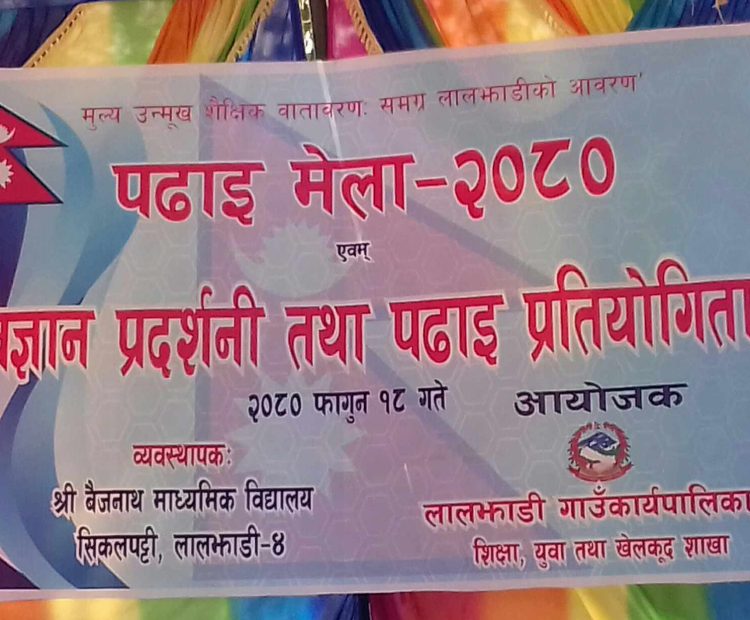 मुल्य उन्मूख शैक्षिक वातावरणः समग्र लालझाडीको आवरण'
पढाइ मेला-२०८०
एवम्
ज्ञान प्रदर्शनी तथा पढाइ प्रतियोगिता
२०८० फागुन १८ गते
आयोजक
व्यवस्थापकः
श्री बैजनाथ माध्यमिक विद्यालय
सिकलपट्टी, लालझाडी-४
लालझाडी गाउँकार्यपालिका
शिक्षा, युवा तथा खेलकूद शाखा